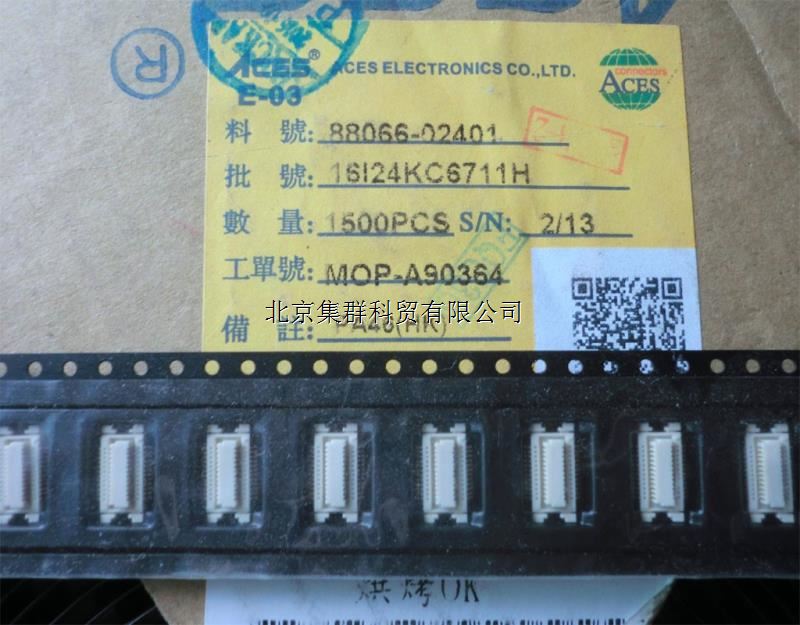 ACES® ACES ELECTRONICS CO.,LTD.
connectors
ACES
E-03
料 號: 88066-02401
批 號: 16I24KC6711H
數 量: 1500PCS S/N: 2/13
工單號: MOP-A90364
北京集群科贸有限公司
備 註: PA46(HK)
烘烤OK